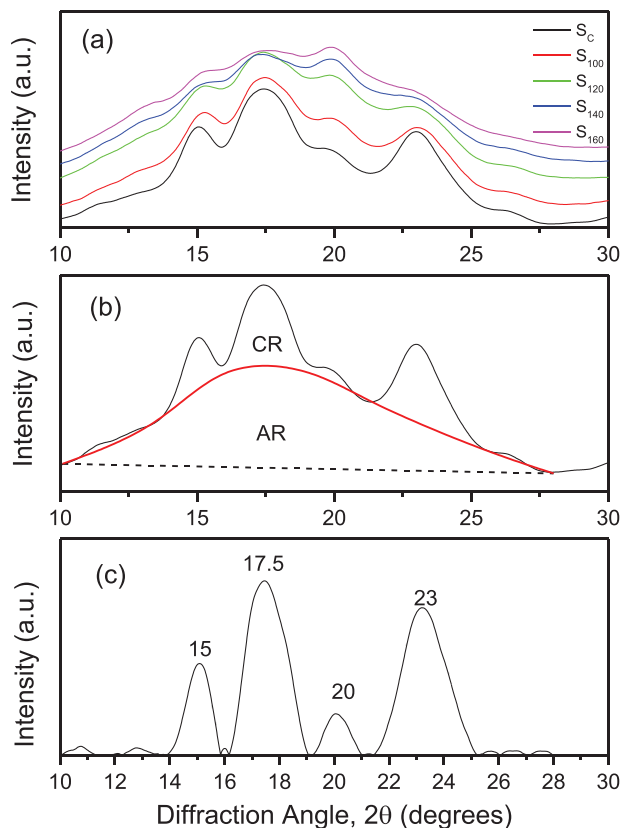 (a)
S_C
S_100
S_120
S_140
S_160
Intensity (a.u.)
10 15 20 25 30
(b)
CR
AR
Intensity (a.u.)
10 15 20 25 30
(c)
17.5
15
20
23
Intensity (a.u.)
10 12 14 16 18 20 22 24 26 28 30
Diffraction Angle, 2θ (degrees)